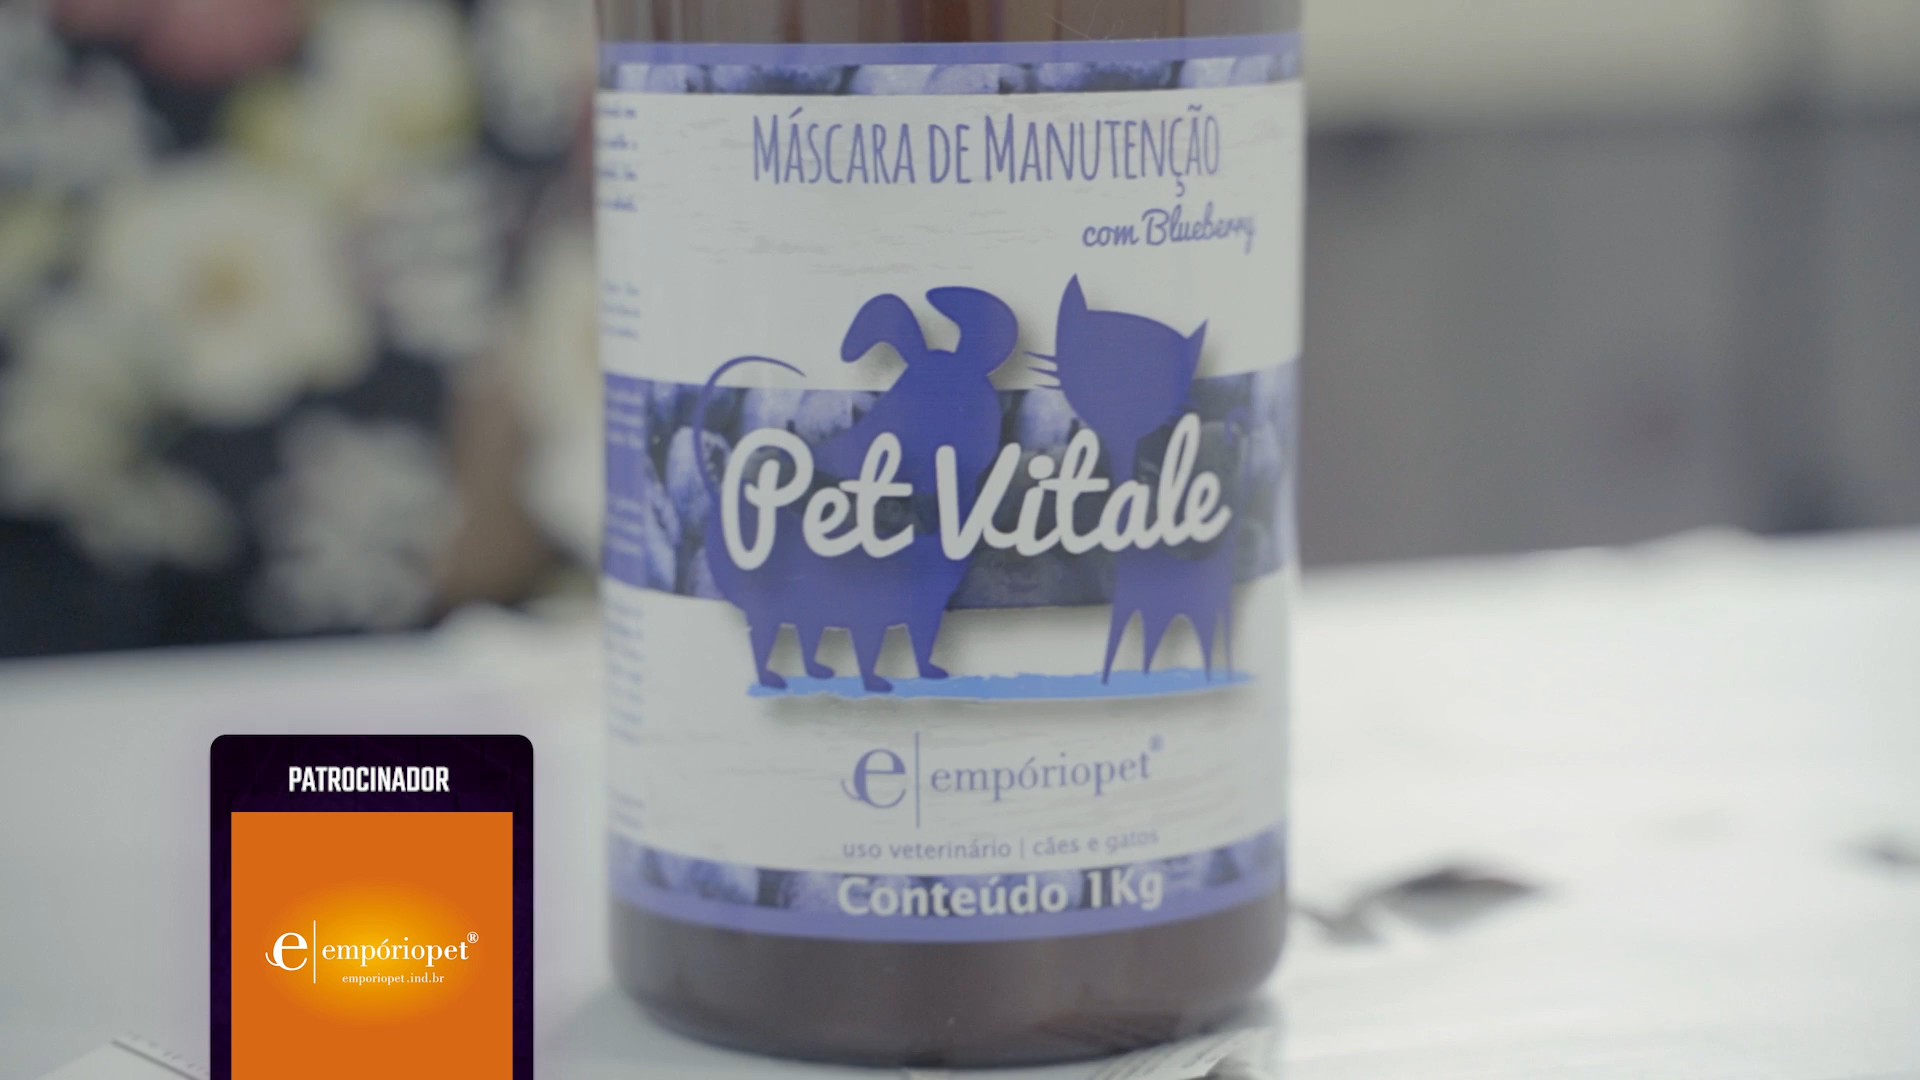 MÁSCARA DE MANUTENÇÃO
com Blueberry
Pet Vitale
e empóriopet®
uso veterinário | cães e gatos
Conteúdo 1Kg
PATROCINADOR
e empóriopet®
emporiopet.ind.br